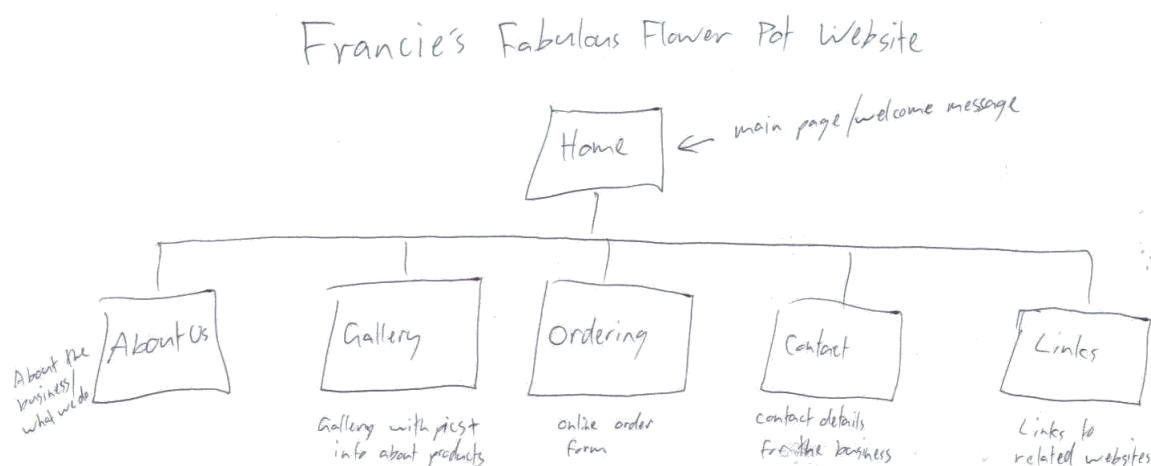 Francie's Fabulous Flower Pot Website
Home
main page/welcome message
About Us
Gallery
Ordering
Contact
Links
About the
business/
what we do
Gallery with pics +
info about products
online order
form
contact details
for the business
Links to
related websites